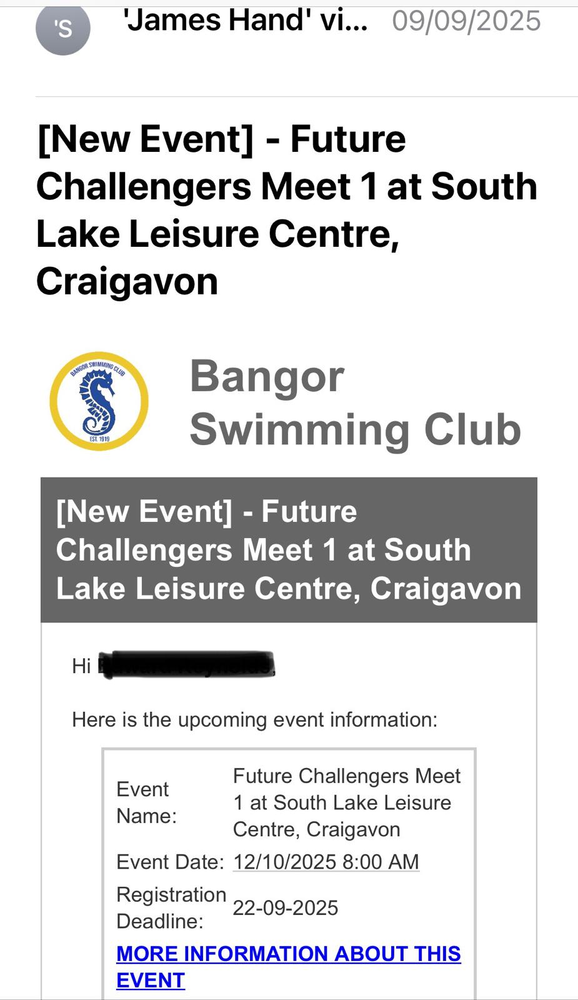 'S
'James Hand' vi...
09/09/2025
[New Event] - Future
Challengers Meet 1 at South
Lake Leisure Centre,
Craigavon
BANGOR SWIMMING CLUB
EST. 1919
Bangor
Swimming Club
[New Event] - Future
Challengers Meet 1 at South
Lake Leisure Centre, Craigavon
Hi
Here is the upcoming event information:
Event
Name:
Future Challengers Meet
1 at South Lake Leisure
Centre, Craigavon
Event Date: 12/10/2025 8:00 AM
Registration
Deadline:
22-09-2025
MORE INFORMATION ABOUT THIS
EVENT